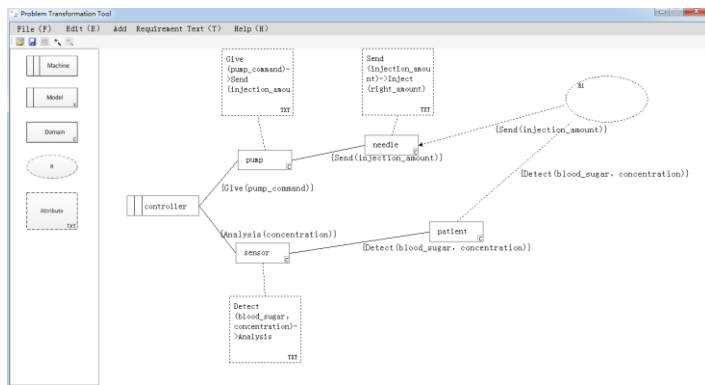 Problem Transformation Tool
File (F) Edit (E) Add Requirement Text (T) Help (H)
Machine
Model
Domain
C
R
Attribute
TXT
Give
(pump_command)-
>Send
(injection_amou
TXT
Send
(injection_amou
nt)->Inject
(right_amount)
TXT
R1
{Send(injection_amount)}
needle
C
{Send(injection_amount)}
pump
C
{Detect(blood_sugar, concentration)}
{Give(pump_command)}
controller
{Analysis(concentration)}
patient
C
sensor
C
{Detect(blood_sugar, concentration)}
Detect
(blood_sugar,
concentration)-
>Analysis
TXT